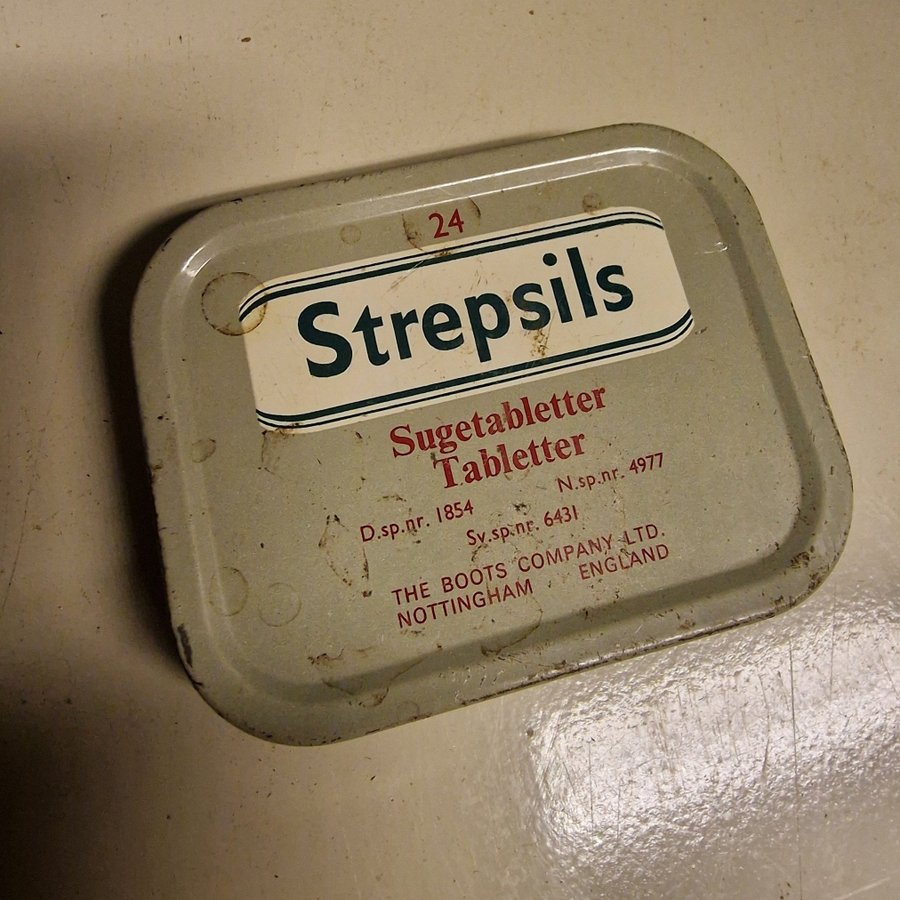 24
Strepsils
Sugetabletter
Tabletter
D.sp.nr. 1854 N.sp.nr. 4977
Sv.sp.nr. 6431
THE BOOTS COMPANY LTD.
NOTTINGHAM ENGLAND